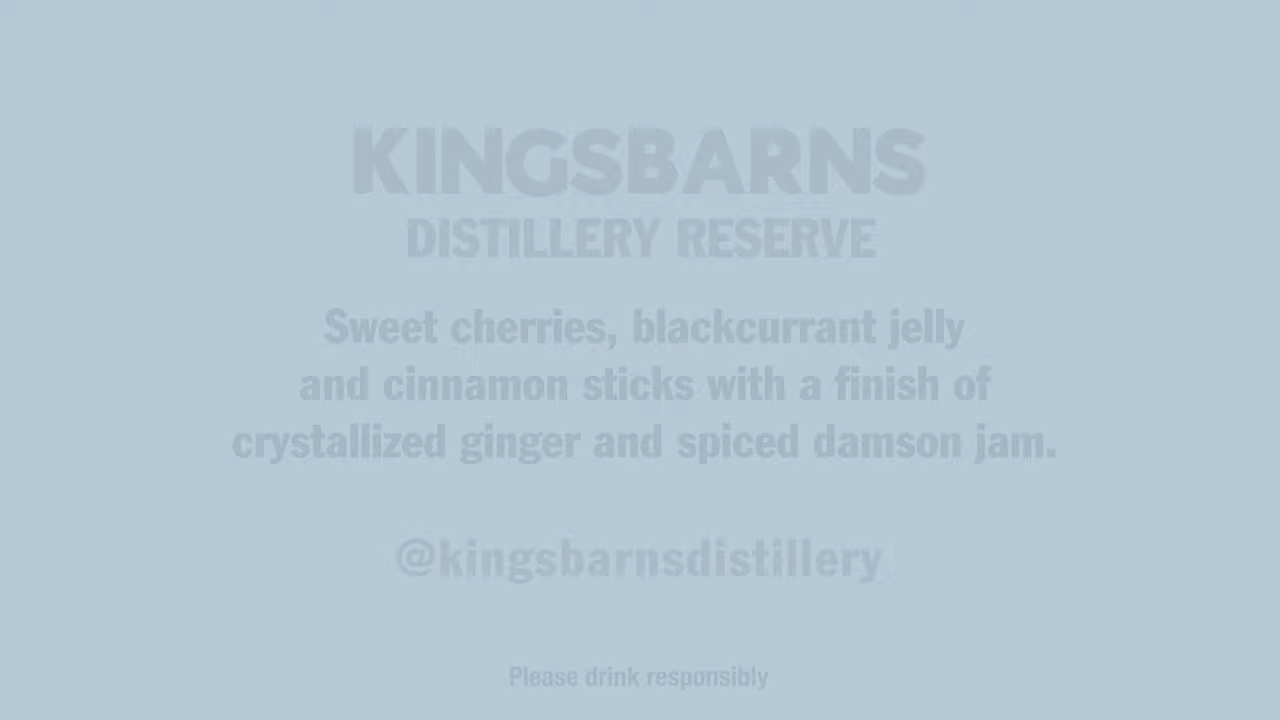 KINGSBARNS
DISTILLERY RESERVE
Sweet cherries, blackcurrant jelly
and cinnamon sticks with a finish of
crystallized ginger and spiced damson jam.
@kingsbarnsdistillery
Please drink responsibly